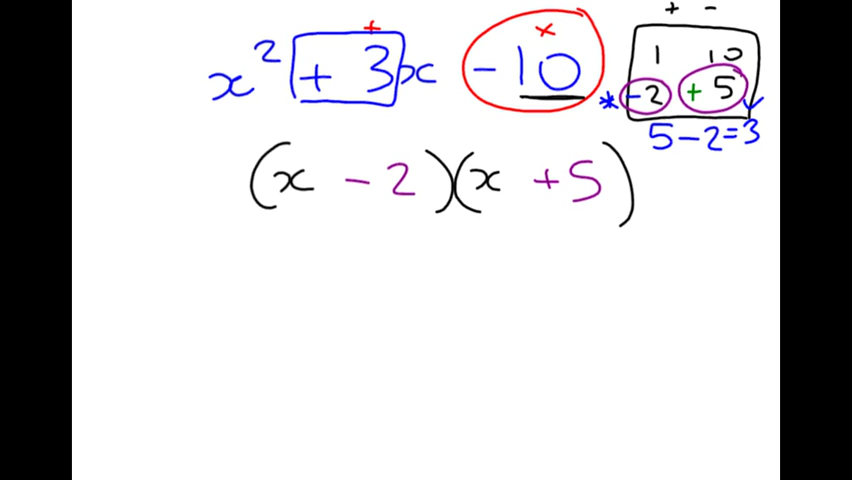 + -
+ ×
x² + 3x - 10
1 10
* -2 + 5 ✓
5 - 2 = 3
(x - 2)(x + 5)